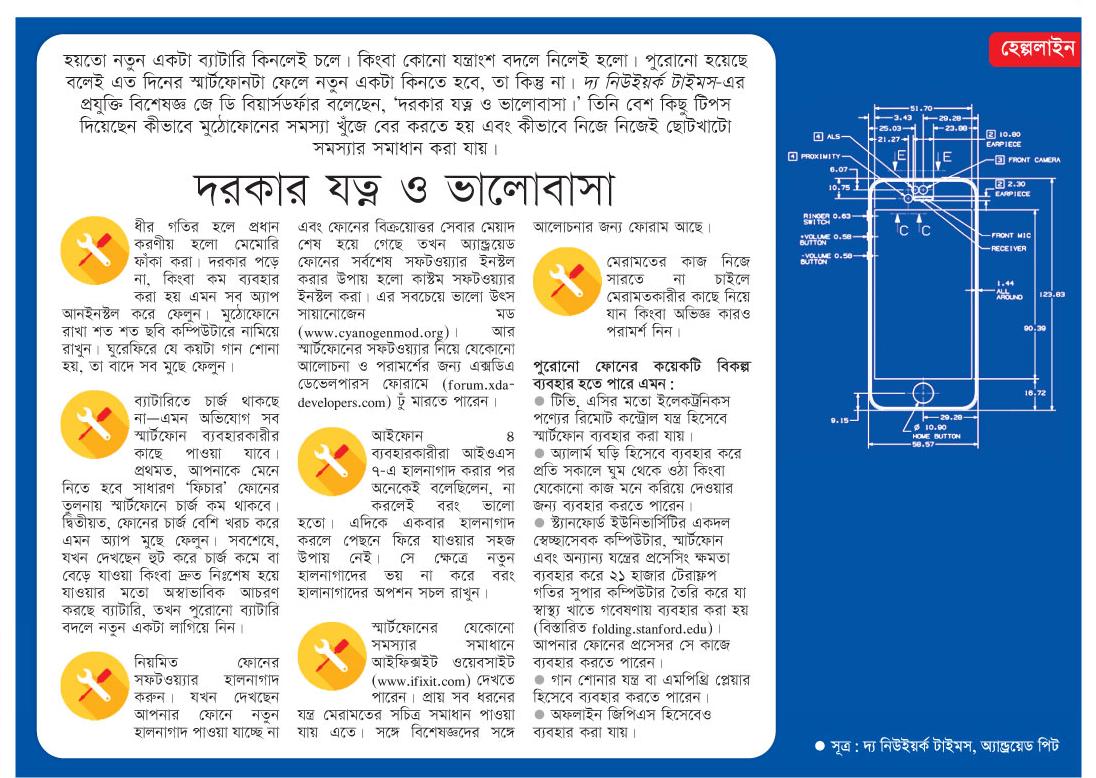 হেল্পলাইন
হয়তো নতুন একটা ব্যাটারি কিনলেই চলে। কিংবা কোনো যন্ত্রাংশ বদলে নিলেই হলো। পুরোনো হয়েছে
বলেই এত দিনের স্মার্টফোনটা ফেলে নতুন একটা কিনতে হবে, তা কিন্তু না। দ্য নিউইয়র্ক টাইমস-এর
প্রযুক্তি বিশেষজ্ঞ জে ডি বিয়ার্সডর্ফার বলেছেন, ‘দরকার যত্ন ও ভালোবাসা।’ তিনি বেশ কিছু টিপস
দিয়েছেন কীভাবে মুঠোফোনের সমস্যা খুঁজে বের করতে হয় এবং কীভাবে নিজে নিজেই ছোটখাটো
সমস্যার সমাধান করা যায়।
দরকার যত্ন ও ভালোবাসা
ধীর গতির হলে প্রধান
করণীয় হলো মেমোরি
ফাঁকা করা। দরকার পড়ে
না, কিংবা কম ব্যবহার
করা হয় এমন সব অ্যাপ
আনইনস্টল করে ফেলুন। মুঠোফোনে
রাখা শত শত ছবি কম্পিউটারে নামিয়ে
রাখুন। ঘুরেফিরে যে কয়টা গান শোনা
হয়, তা বাদে সব মুছে ফেলুন।
ব্যাটারিতে চার্জ থাকছে
না—এমন অভিযোগ সব
স্মার্টফোন ব্যবহারকারীর
কাছে পাওয়া যাবে।
প্রথমত, আপনাকে মেনে
নিতে হবে সাধারণ ‘ফিচার’ ফোনের
তুলনায় স্মার্টফোনে চার্জ কম থাকবে।
দ্বিতীয়ত, ফোনের চার্জ বেশি খরচ করে
এমন অ্যাপ মুছে ফেলুন। সবশেষে,
যখন দেখছেন হুট করে চার্জ কমে বা
বেড়ে যাওয়া কিংবা দ্রুত নিঃশেষ হয়ে
যাওয়ার মতো অস্বাভাবিক আচরণ
করছে ব্যাটারি, তখন পুরোনো ব্যাটারি
বদলে নতুন একটা লাগিয়ে নিন।
নিয়মিত ফোনের
সফটওয়্যার হালনাগাদ
করুন। যখন দেখছেন
আপনার ফোনে নতুন
হালনাগাদ পাওয়া যাচ্ছে না
এবং ফোনের বিক্রয়োত্তর সেবার মেয়াদ
শেষ হয়ে গেছে তখন অ্যান্ড্রয়েড
ফোনের সর্বশেষ সফটওয়্যার ইনস্টল
করার উপায় হলো কাস্টম সফটওয়্যার
ইনস্টল করা। এর সবচেয়ে ভালো উৎস
সায়ানোজেন মড
(www.cyanogenmod.org)। আর
স্মার্টফোনের সফটওয়্যার নিয়ে যেকোনো
আলোচনা ও পরামর্শের জন্য এক্সডিএ
ডেভেলপারস ফোরামে (forum.xda-
developers.com) ঢুঁ মারতে পারেন।
আইফোন ৪
ব্যবহারকারীরা আইওএস
৭-এ হালনাগাদ করার পর
অনেকেই বলেছিলেন, না
করলেই বরং ভালো
হতো। এদিকে একবার হালনাগাদ
করলে পেছনে ফিরে যাওয়ার সহজ
উপায় নেই। সে ক্ষেত্রে নতুন
হালনাগাদের ভয় না করে বরং
হালানাগাদের অপশন সচল রাখুন।
স্মার্টফোনের যেকোনো
সমস্যার সমাধানে
আইফিক্সইট ওয়েবসাইট
(www.ifixit.com) দেখতে
পারেন। প্রায় সব ধরনের
যন্ত্র মেরামতের সচিত্র সমাধান পাওয়া
যায় এতে। সঙ্গে বিশেষজ্ঞদের সঙ্গে
আলোচনার জন্য ফোরাম আছে।
মেরামতের কাজ নিজে
সারতে না চাইলে
মেরামতকারীর কাছে নিয়ে
যান কিংবা অভিজ্ঞ কারও
পরামর্শ নিন।
পুরোনো ফোনের কয়েকটি বিকল্প
ব্যবহার হতে পারে এমন :
● টিভি, এসির মতো ইলেকট্রনিকস
পণ্যের রিমোট কন্ট্রোল যন্ত্র হিসেবে
স্মার্টফোন ব্যবহার করা যায়।
● অ্যালার্ম ঘড়ি হিসেবে ব্যবহার করে
প্রতি সকালে ঘুম থেকে ওঠা কিংবা
যেকোনো কাজ মনে করিয়ে দেওয়ার
জন্য ব্যবহার করতে পারেন।
● স্ট্যানফোর্ড ইউনিভার্সিটির একদল
স্বেচ্ছাসেবক কম্পিউটার, স্মার্টফোন
এবং অন্যান্য যন্ত্রের প্রসেসিং ক্ষমতা
ব্যবহার করে ২১ হাজার টেরাফ্লপ
গতির সুপার কম্পিউটার তৈরি করে যা
স্বাস্থ্য খাতে গবেষণায় ব্যবহার করা হয়
(বিস্তারিত folding.stanford.edu)।
আপনার ফোনের প্রসেসর সে কাজে
ব্যবহার করতে পারেন।
● গান শোনার যন্ত্র বা এমপিথ্রি প্লেয়ার
হিসেবে ব্যবহার করতে পারেন।
● অফলাইন জিপিএস হিসেবেও
ব্যবহার করা যায়।
51.70
3.43 29.28
25.03 23.88
21.27
4 ALS
2 10.80
EARPIECE
4 PROXIMITY
E E
3 FRONT CAMERA
6.07
10.75
2 2.30
EARPIECE
RINGER 0.63
SWITCH
C C
+VOLUME 0.58
BUTTON
FRONT MIC
RECEIVER
-VOLUME 0.58
BUTTON
1.44
ALL
AROUND
123.83
90.39
16.72
9.15
29.28
Ø 10.90
HOME BUTTON
58.57
● সূত্র : দ্য নিউইয়র্ক টাইমস, অ্যান্ড্রয়েড পিট